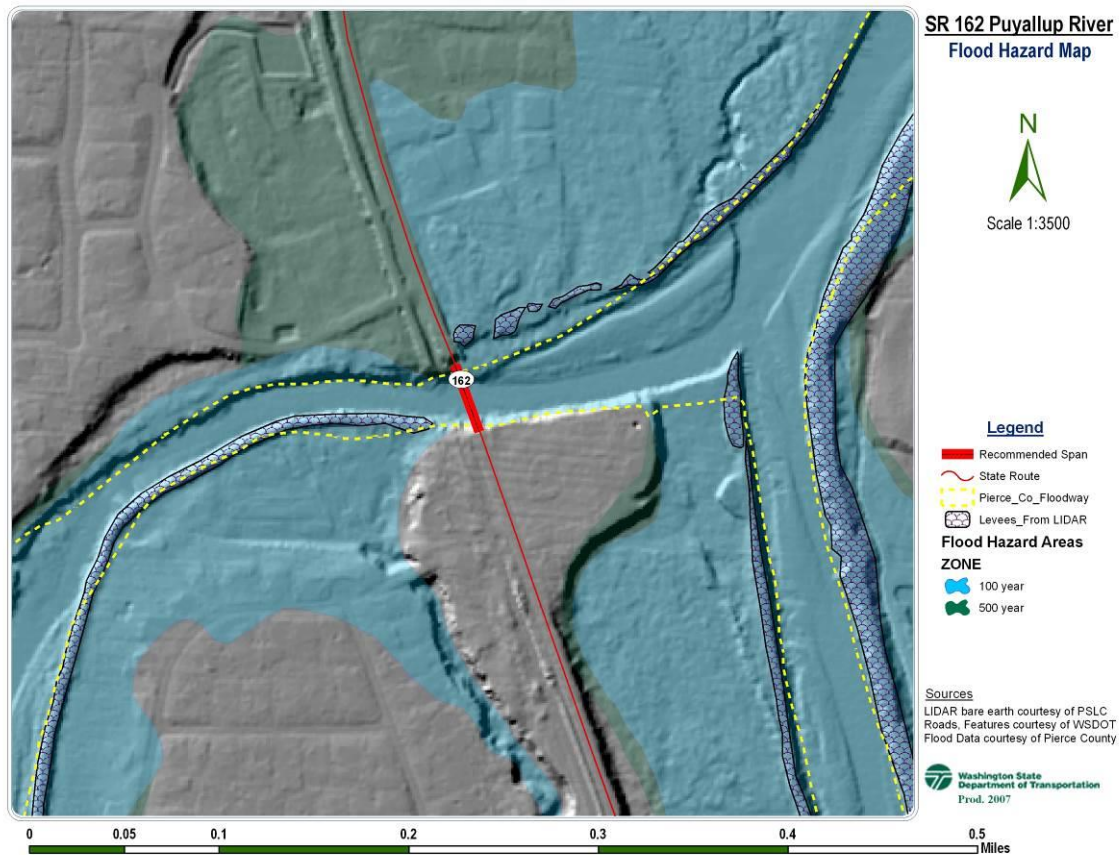 SR 162 Puyallup River
Flood Hazard Map
N
Scale 1:3500
162
Legend
Recommended Span
State Route
Pierce_Co_Floodway
Levees_From LIDAR
Flood Hazard Areas
ZONE
100 year
500 year
Sources
LIDAR bare earth courtesy of PSLC
Roads, Features courtesy of WSDOT
Flood Data courtesy of Pierce County
Washington State
Department of Transportation
Prod. 2007
0 0.05 0.1 0.2 0.3 0.4 0.5
Miles